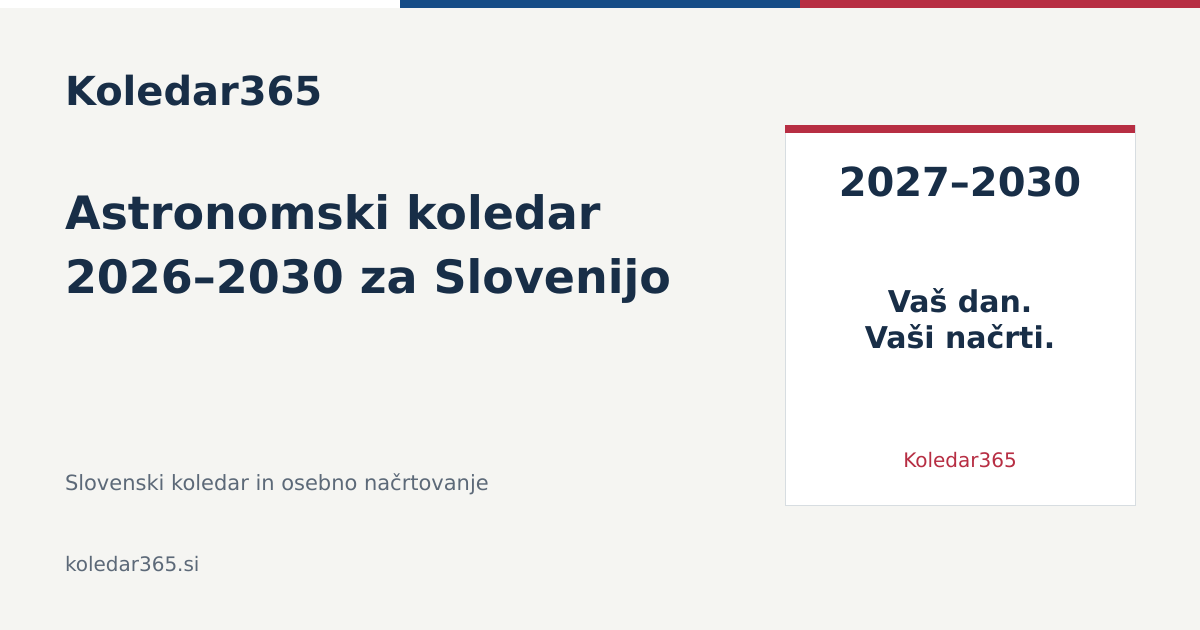 Koledar365
Astronomski koledar
2026–2030 za Slovenijo
Slovenski koledar in osebno načrtovanje
koledar365.si
2027–2030
Vaš dan.
Vaši načrti.
Koledar365